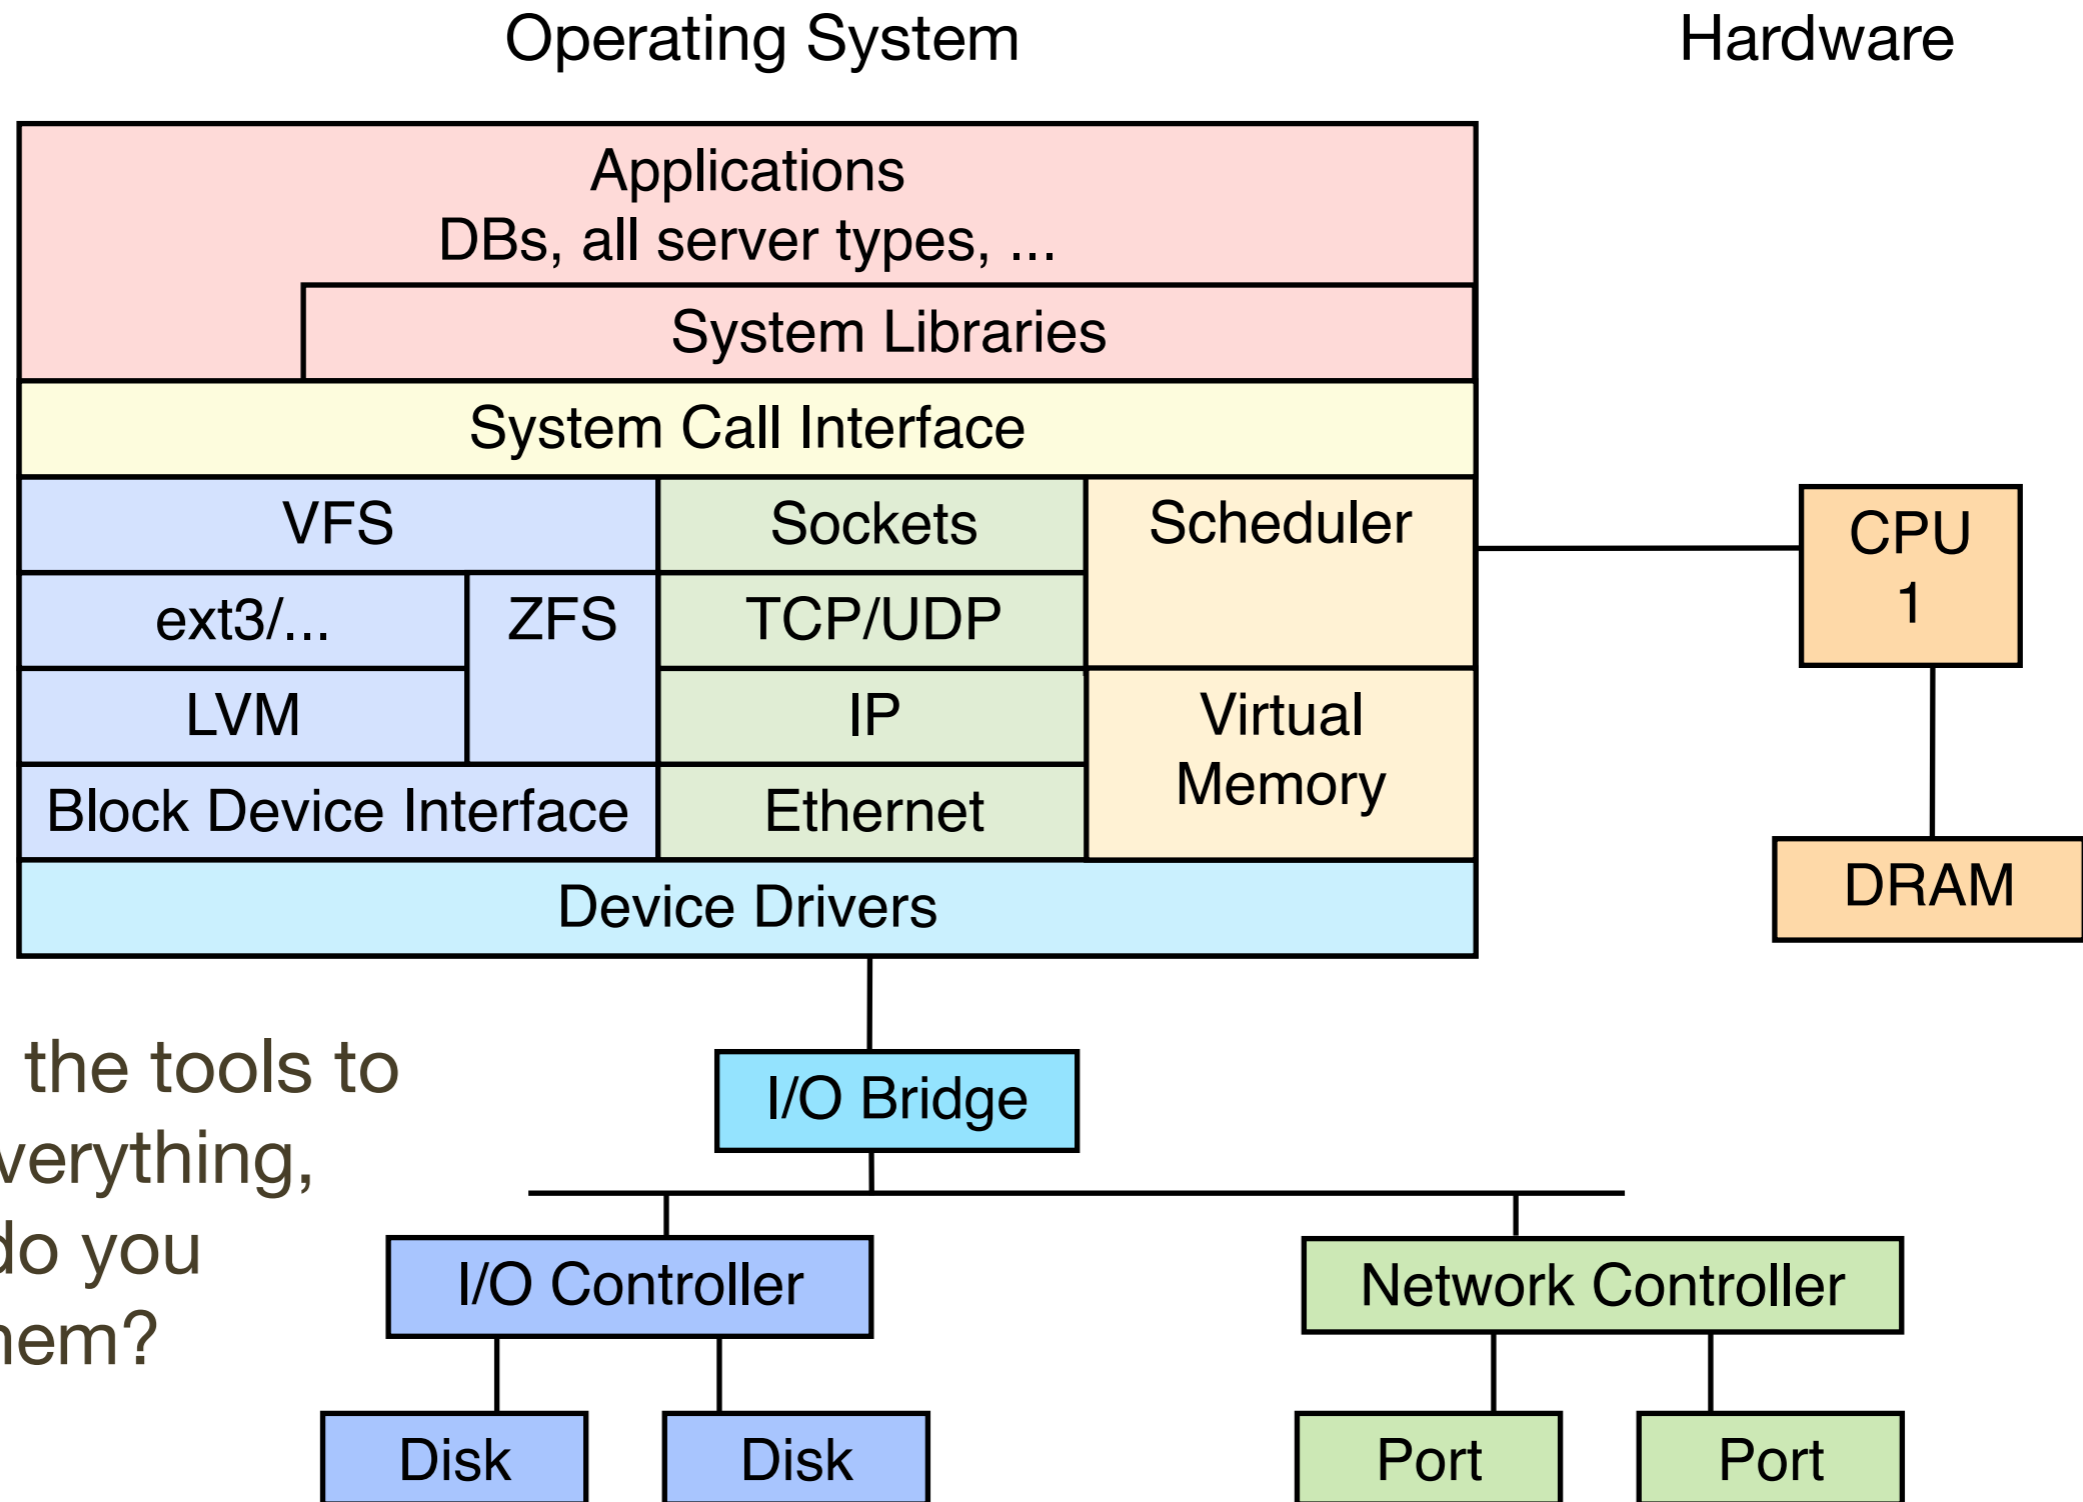 Operating System
Hardware
Applications
DBs, all server types, ...
System Libraries
System Call Interface
VFS
Sockets
Scheduler
ext3/...
ZFS
TCP/UDP
LVM
IP
Virtual
Memory
Block Device Interface
Ethernet
Device Drivers
CPU
1
DRAM
the tools to
verything,
do you
hem?
I/O Bridge
I/O Controller
Network Controller
Disk
Disk
Port
Port